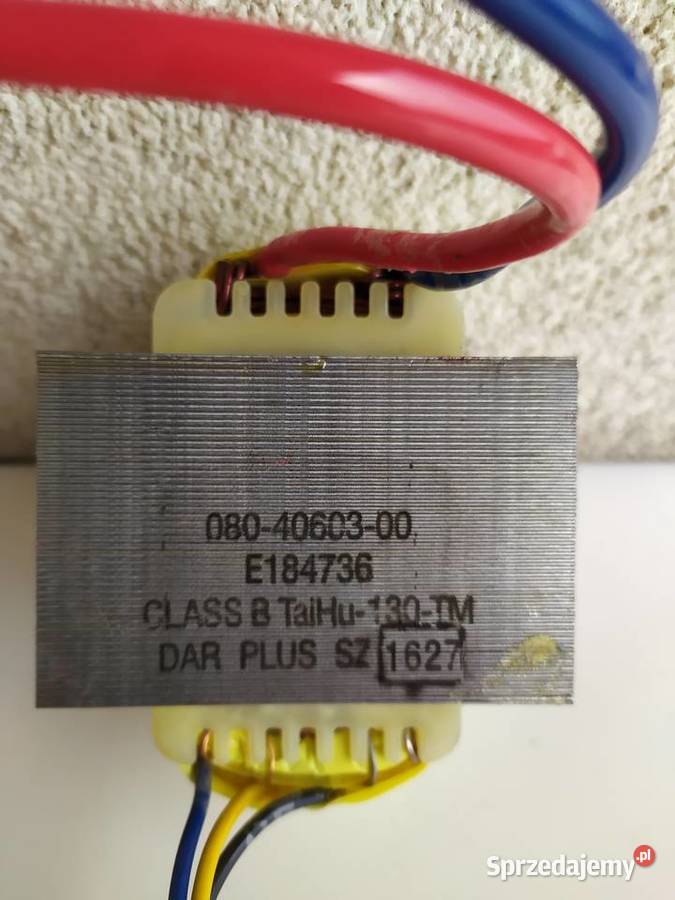 080-40603-00
E184736
CLASS B TaiHu-130-TM
DAR PLUS SZ 1627
Sprzedajemy.pl